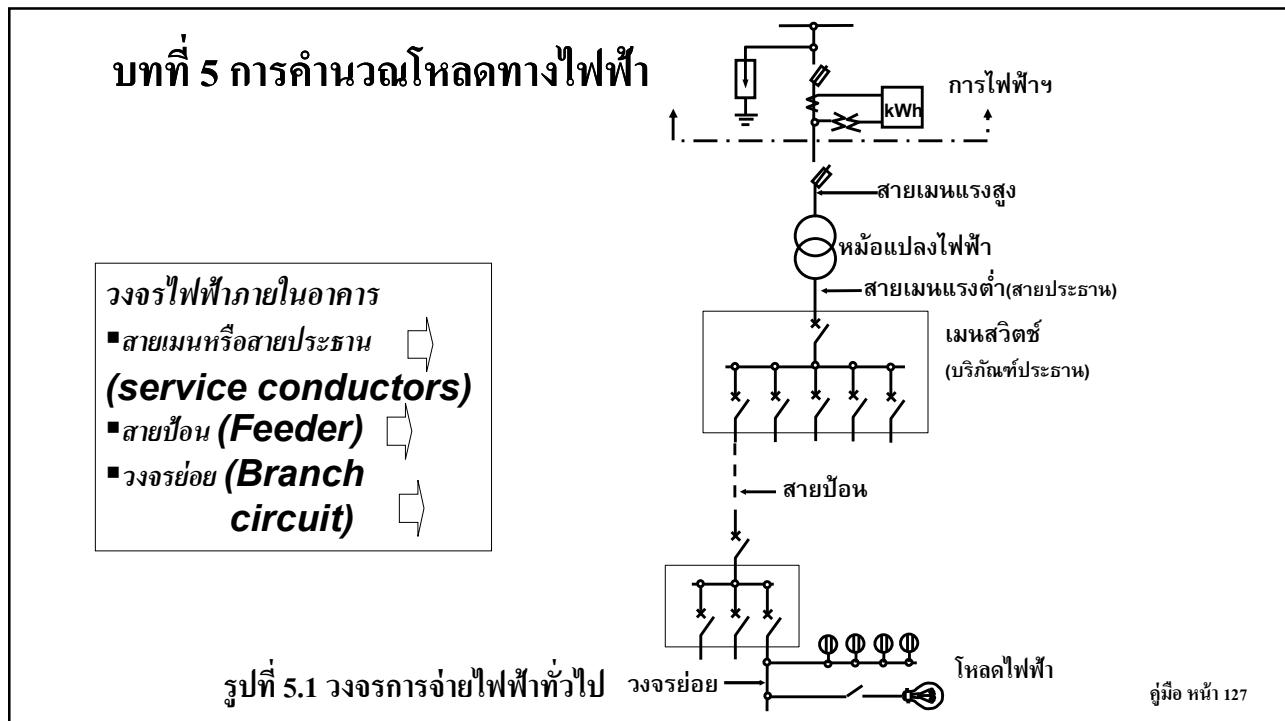 บทที่ 5 การคำนวณโหลดทางไฟฟ้า
การไฟฟ้าฯ
kWh
สายเมนแรงสูง
หม้อแปลงไฟฟ้า
สายเมนแรงต่ำ(สายประธาน)
เมนสวิตช์
(บริภัณฑ์ประธาน)
วงจรไฟฟ้าภายในอาคาร
▪สายเมนหรือสายประธาน
(service conductors)
▪สายป้อน (Feeder)
▪วงจรย่อย (Branch
circuit)
สายป้อน
โหลดไฟฟ้า
วงจรย่อย
รูปที่ 5.1 วงจรการจ่ายไฟฟ้าทั่วไป
คู่มือ หน้า 127